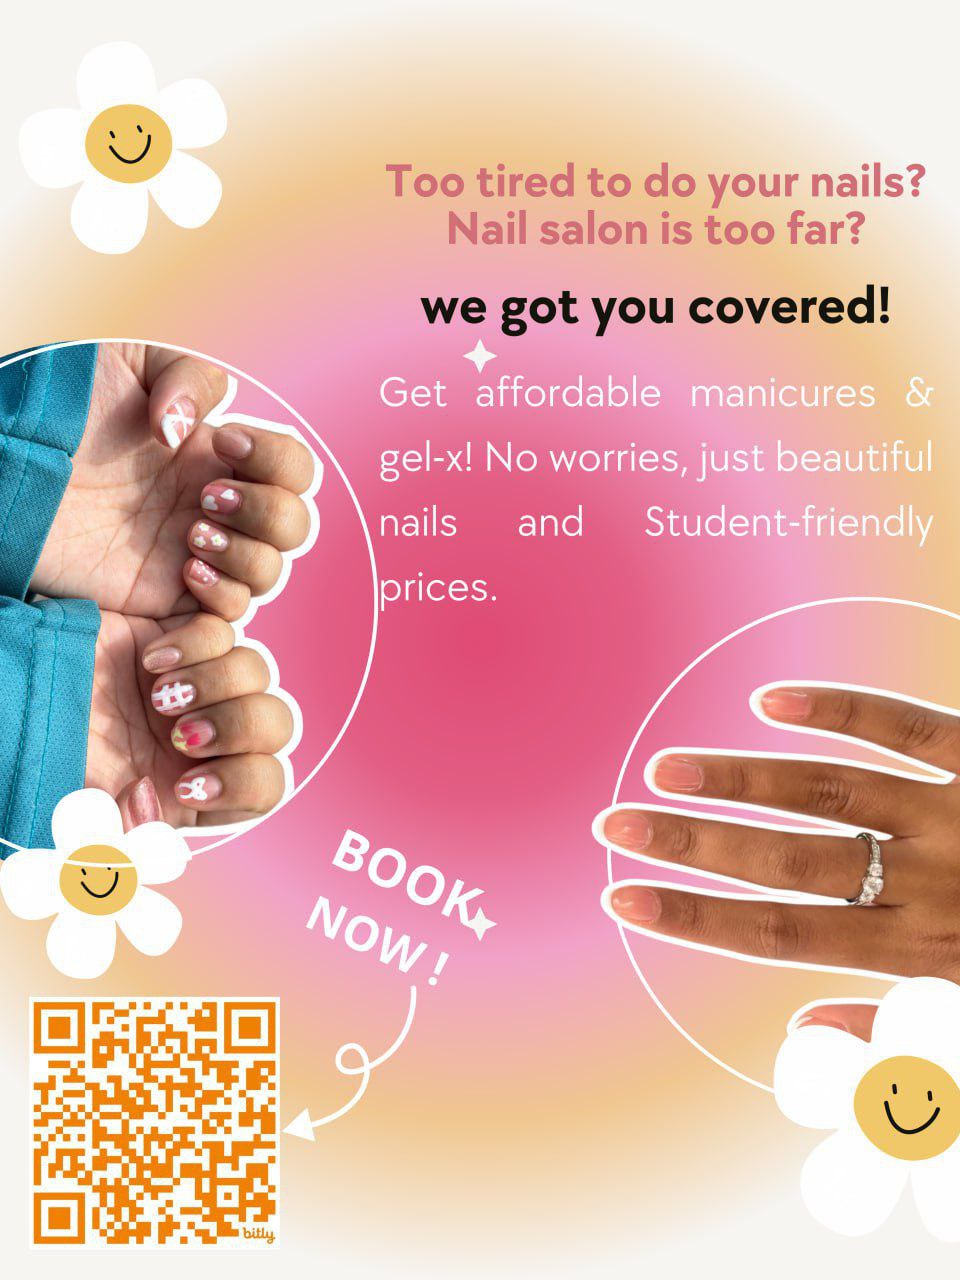 Too tired to do your nails?
Nail salon is too far?
we got you covered!
Get affordable manicures &
gel-x! No worries, just beautiful
nails and Student-friendly
prices.
BOOK
NOW!
bitly